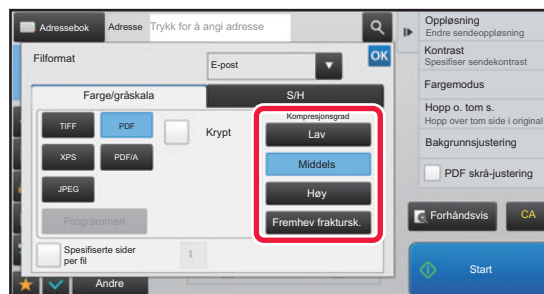 Adressebok
Adresse
Trykk for å angi adresse
Filformat
E-post
OK
Farge/gråskala
S/H
TIFF
PDF
Krypt
XPS
PDF/A
JPEG
Programmert
Kompresjonsgrad
Lav
Middels
Høy
Fremhev fraktursk.
Spesifiserte sider
per fil
1
Andre
Oppløsning
Endre sendeoppløsning
Kontrast
Spesifiser sendekontrast
Fargemodus
Hopp o. tom s.
Hopp over tom side i original
Bakgrunnsjustering
PDF skrå-justering
Forhåndsvis
CA
Start